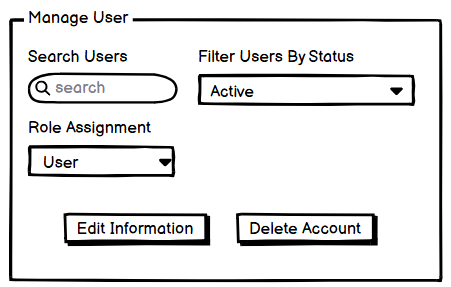 Manage User
Search Users
Filter Users By Status
search
Active
Role Assignment
User
Edit Information
Delete Account